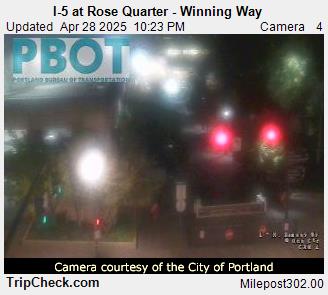 I-5 at Rose Quarter - Winning Way
Updated Apr 28 2025 10:23 PM Camera 4
PBOT
PORTLAND BUREAU OF TRANSPORTATION
Camera courtesy of the City of Portland
TripCheck.com Milepost302.00